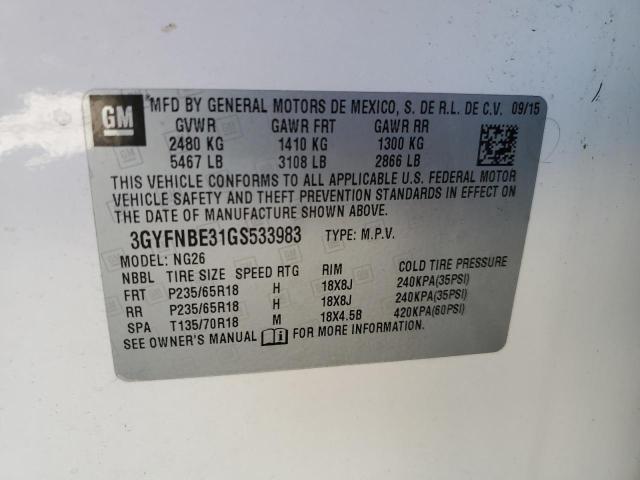 GM MFD BY GENERAL MOTORS DE MEXICO, S. DE R.L. DE C.V. 09/15
GVWR GAWR FRT GAWR RR
2480 KG 1410 KG 1300 KG
5467 LB 3108 LB 2866 LB
THIS VEHICLE CONFORMS TO ALL APPLICABLE U.S. FEDERAL MOTOR
VEHICLE SAFETY AND THEFT PREVENTION STANDARDS IN EFFECT ON
THE DATE OF MANUFACTURE SHOWN ABOVE.
3GYFNBE31GS533983 TYPE: M.P.V.
MODEL: NG26
NBBL TIRE SIZE SPEED RTG RIM COLD TIRE PRESSURE
FRT P235/65R18 H 18X8J 240KPA(35PSI)
RR P235/65R18 H 18X8J 240KPA(35PSI)
SPA T135/70R18 M 18X4.5B 420KPA(60PSI)
SEE OWNER'S MANUAL FOR MORE INFORMATION.